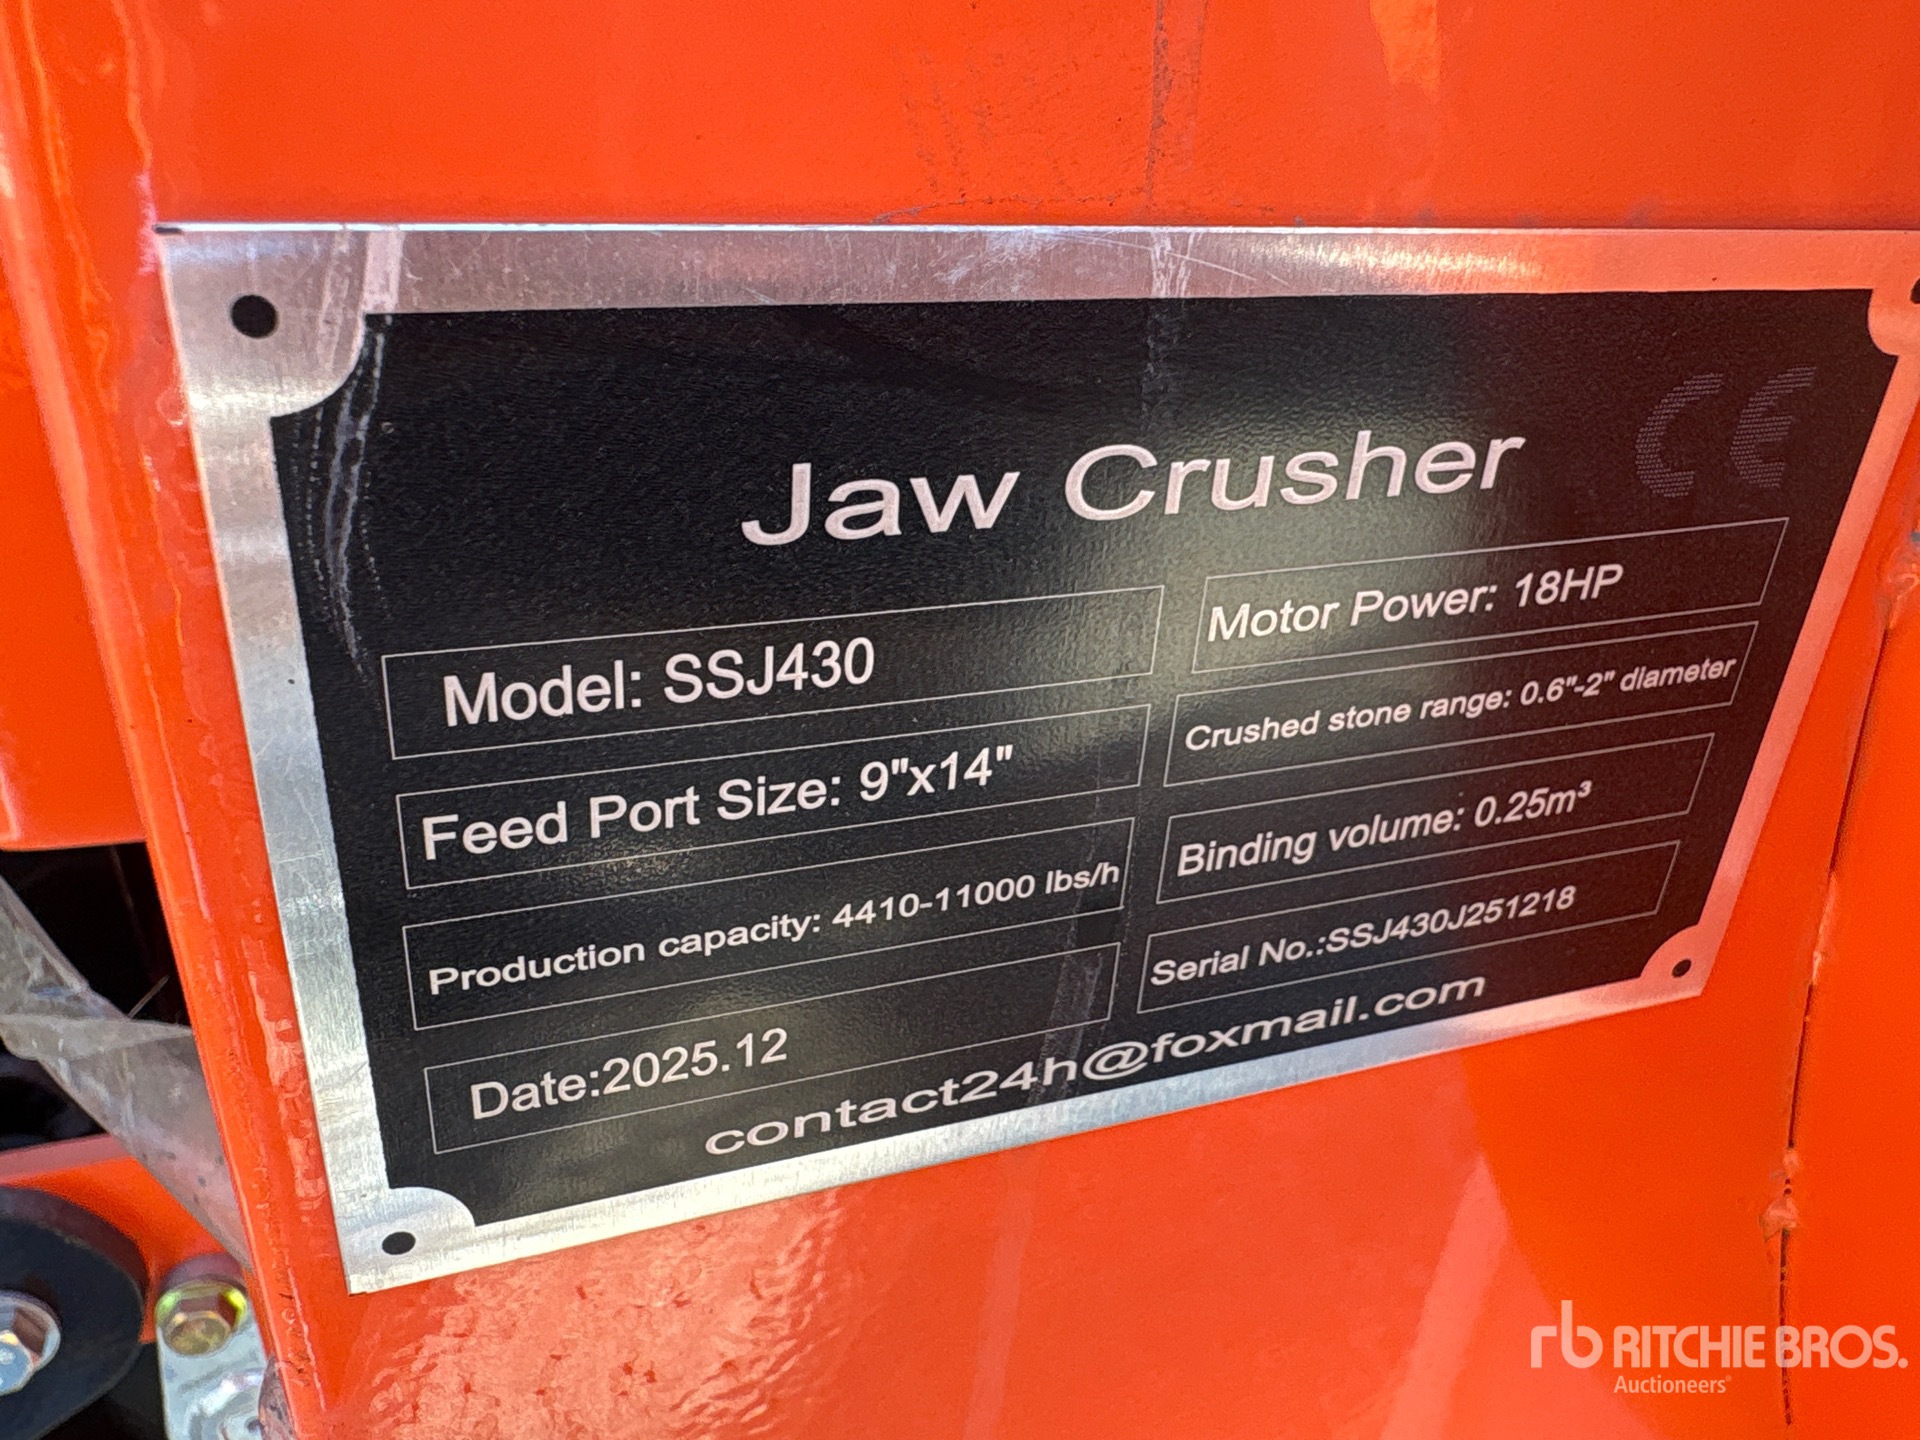 CE
Jaw Crusher
Model: SSJ430
Motor Power: 18HP
Feed Port Size: 9"x14"
Crushed stone range: 0.6"-2" diameter
Production capacity: 4410-11000 lbs/h
Binding volume: 0.25m³
Date:2025.12
Serial No.:SSJ430J251218
contact24h@foxmail.com
rb RITCHIE BROS.
Auctioneers